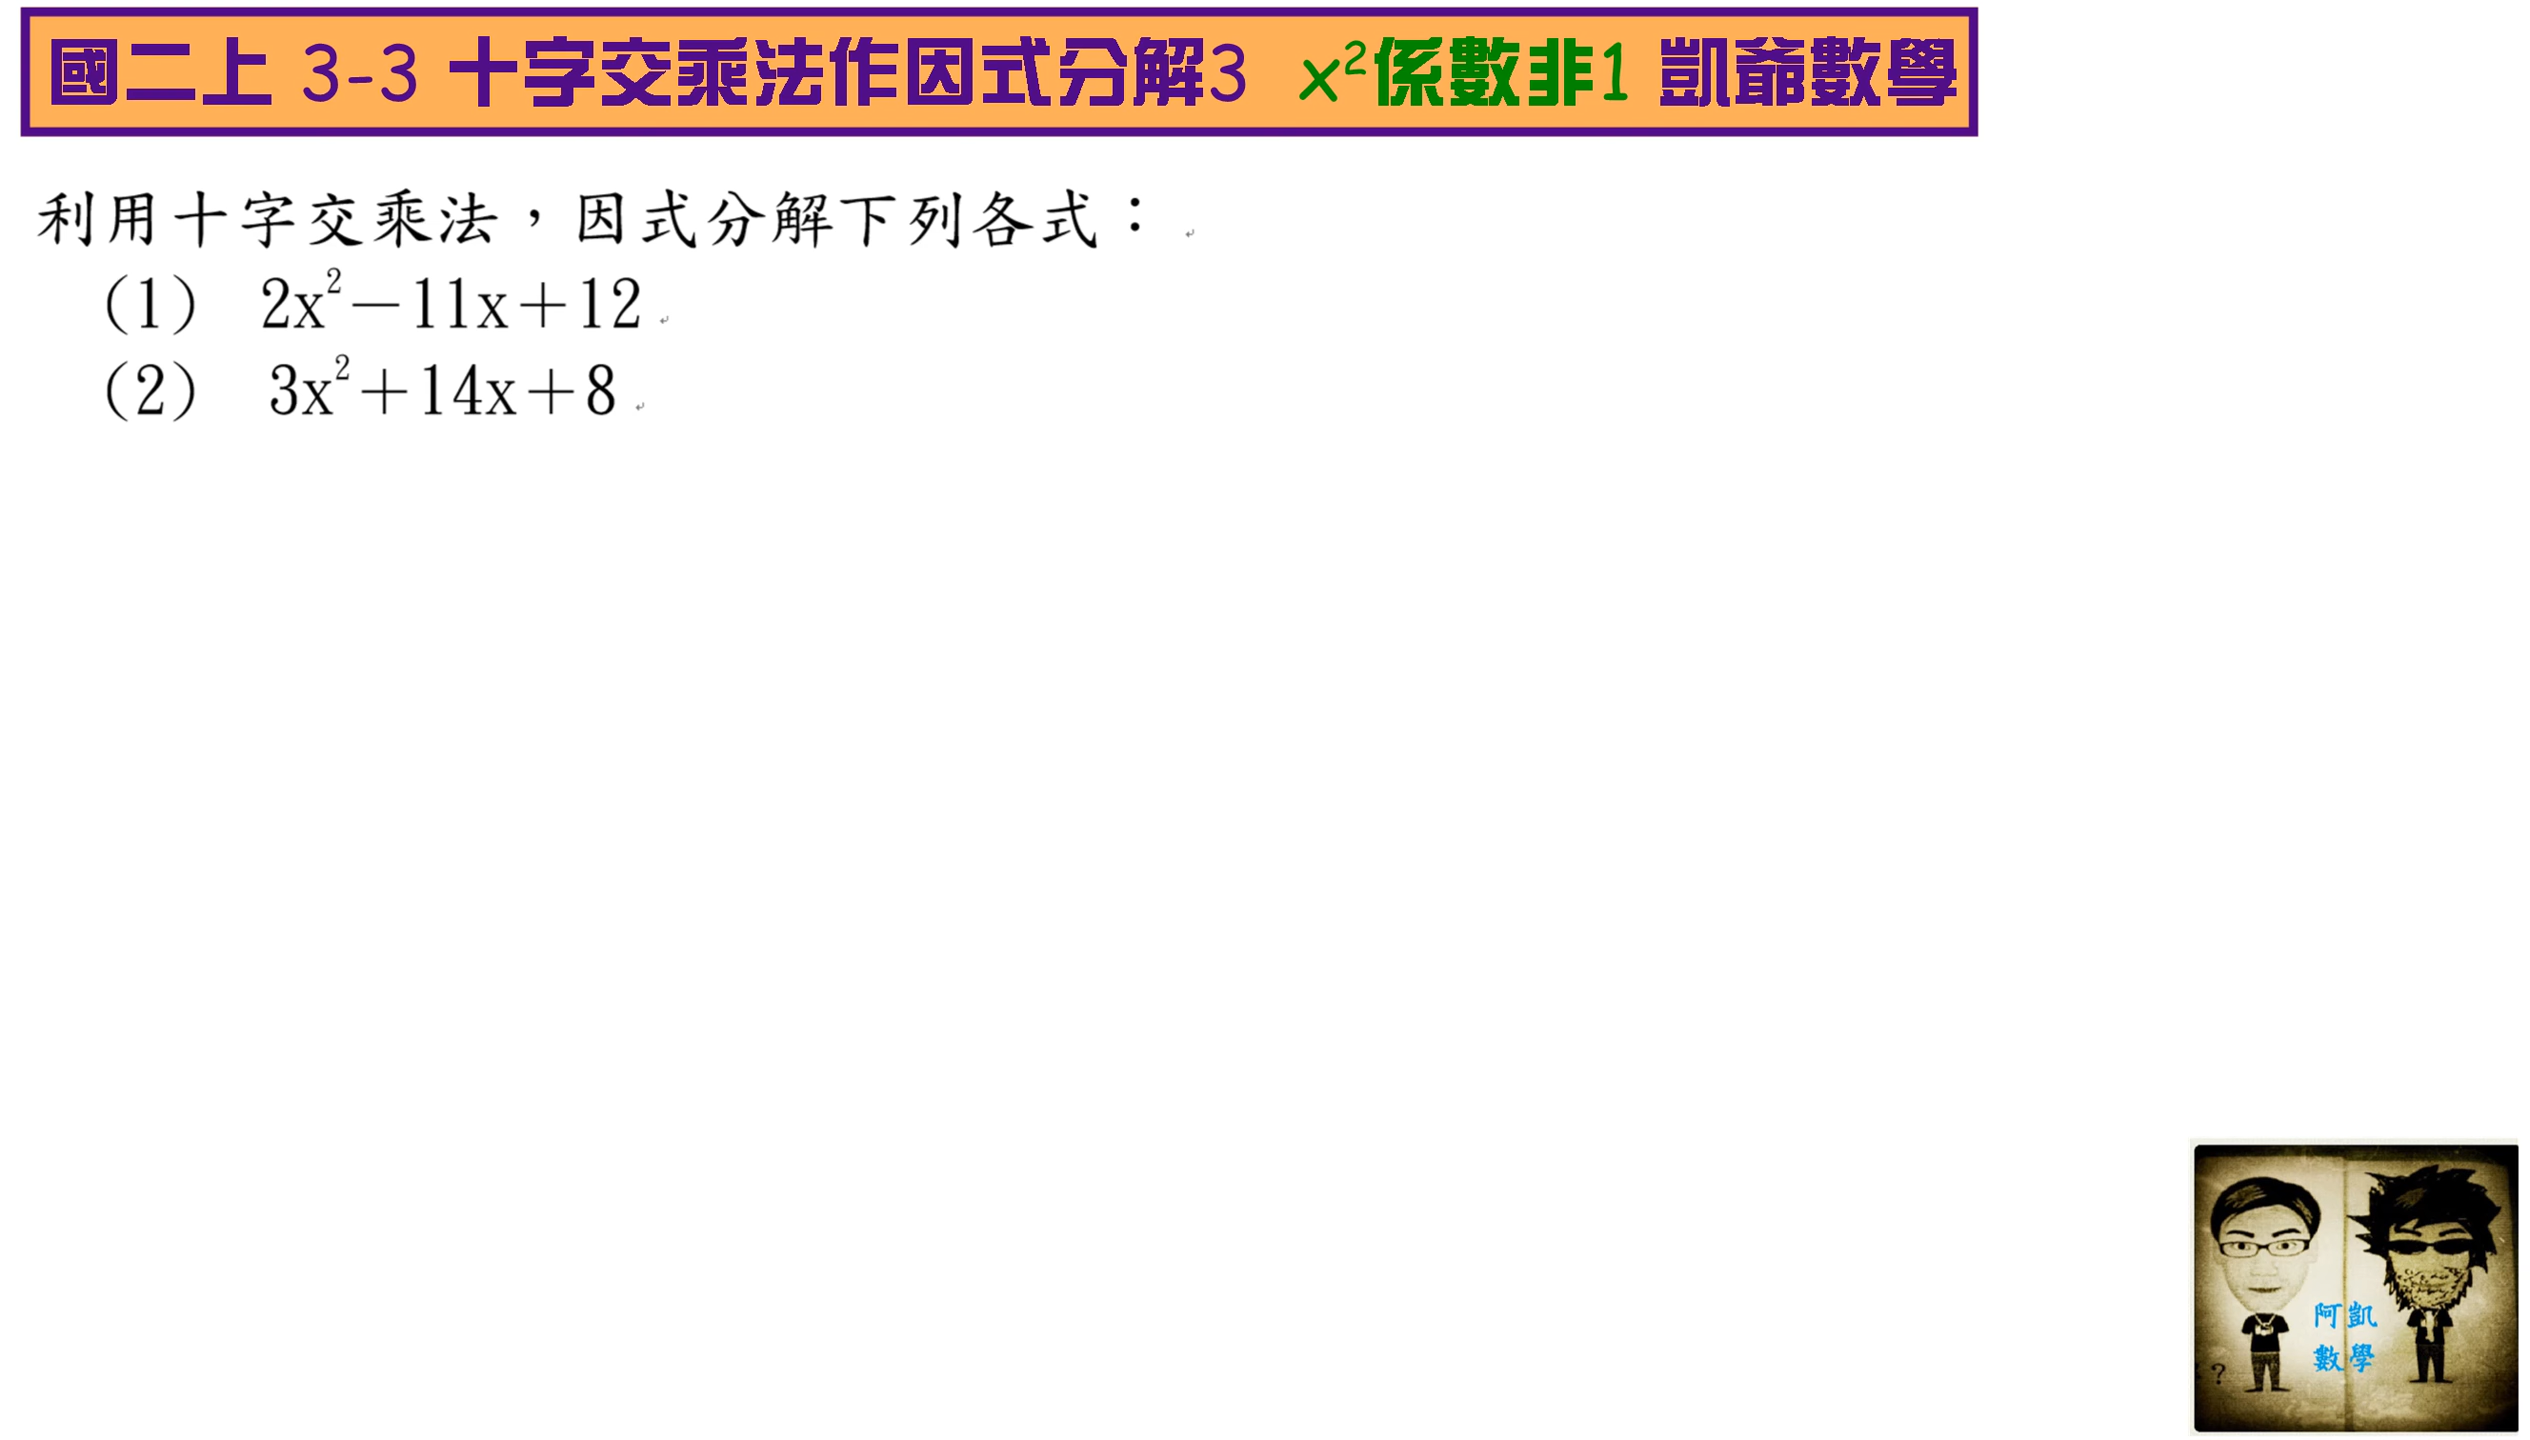 國二上 3-3 十字交乘法作因式分解3 x²係數非1 凱爺數學
利用十字交乘法，因式分解下列各式：
(1) 2x²－11x＋12
(2) 3x²＋14x＋8
阿凱
數學
?